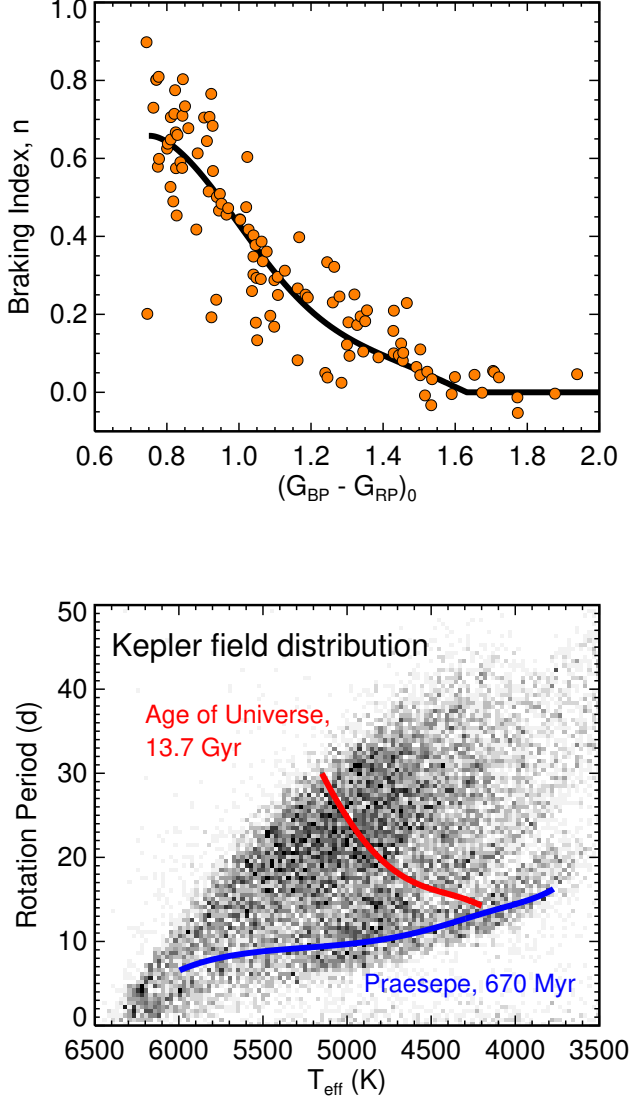 1.0
0.8
0.6
0.4
0.2
0.0
Braking Index, n
0.6 0.8 1.0 1.2 1.4 1.6 1.8 2.0
(G_BP - G_RP)_0
50
40
30
20
10
0
Rotation Period (d)
Kepler field distribution
Age of Universe,
13.7 Gyr
Praesepe, 670 Myr
6500 6000 5500 5000 4500 4000 3500
T_eff (K)